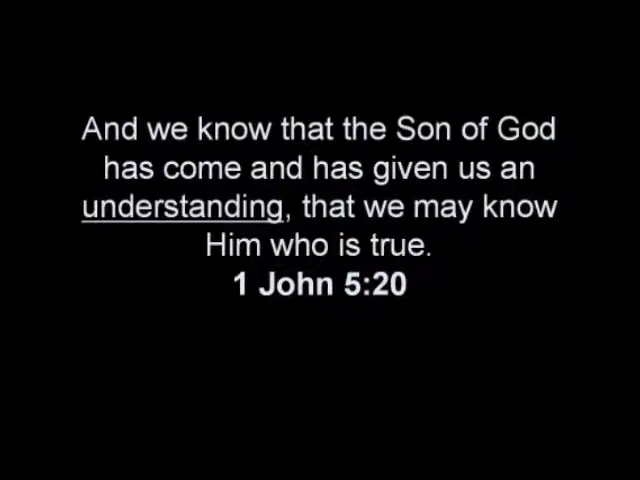 And we know that the Son of God
has come and has given us an
understanding, that we may know
Him who is true.
1 John 5:20